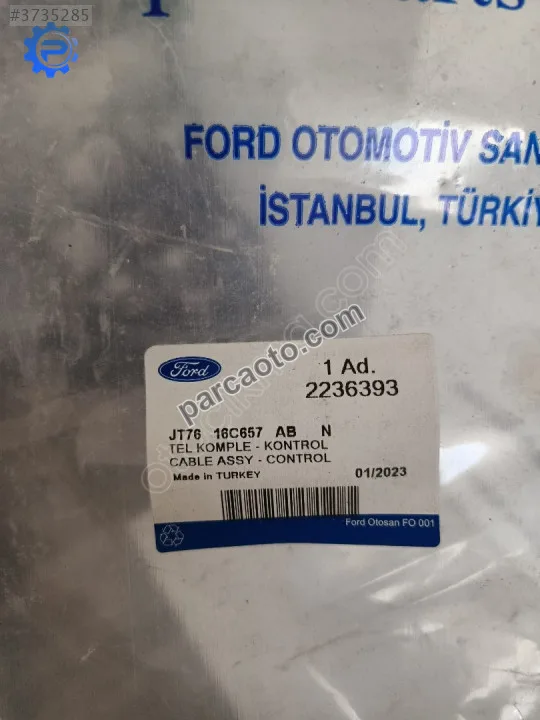 #3735285
FORD OTOMOTİV SAN
İSTANBUL, TÜRKİY
parcaoto.com
Ford
1 Ad.
2236393
JT76 16C657 AB N
TEL KOMPLE - KONTROL
CABLE ASSY - CONTROL
Made in TURKEY 01/2023
Ford Otosan FO 001